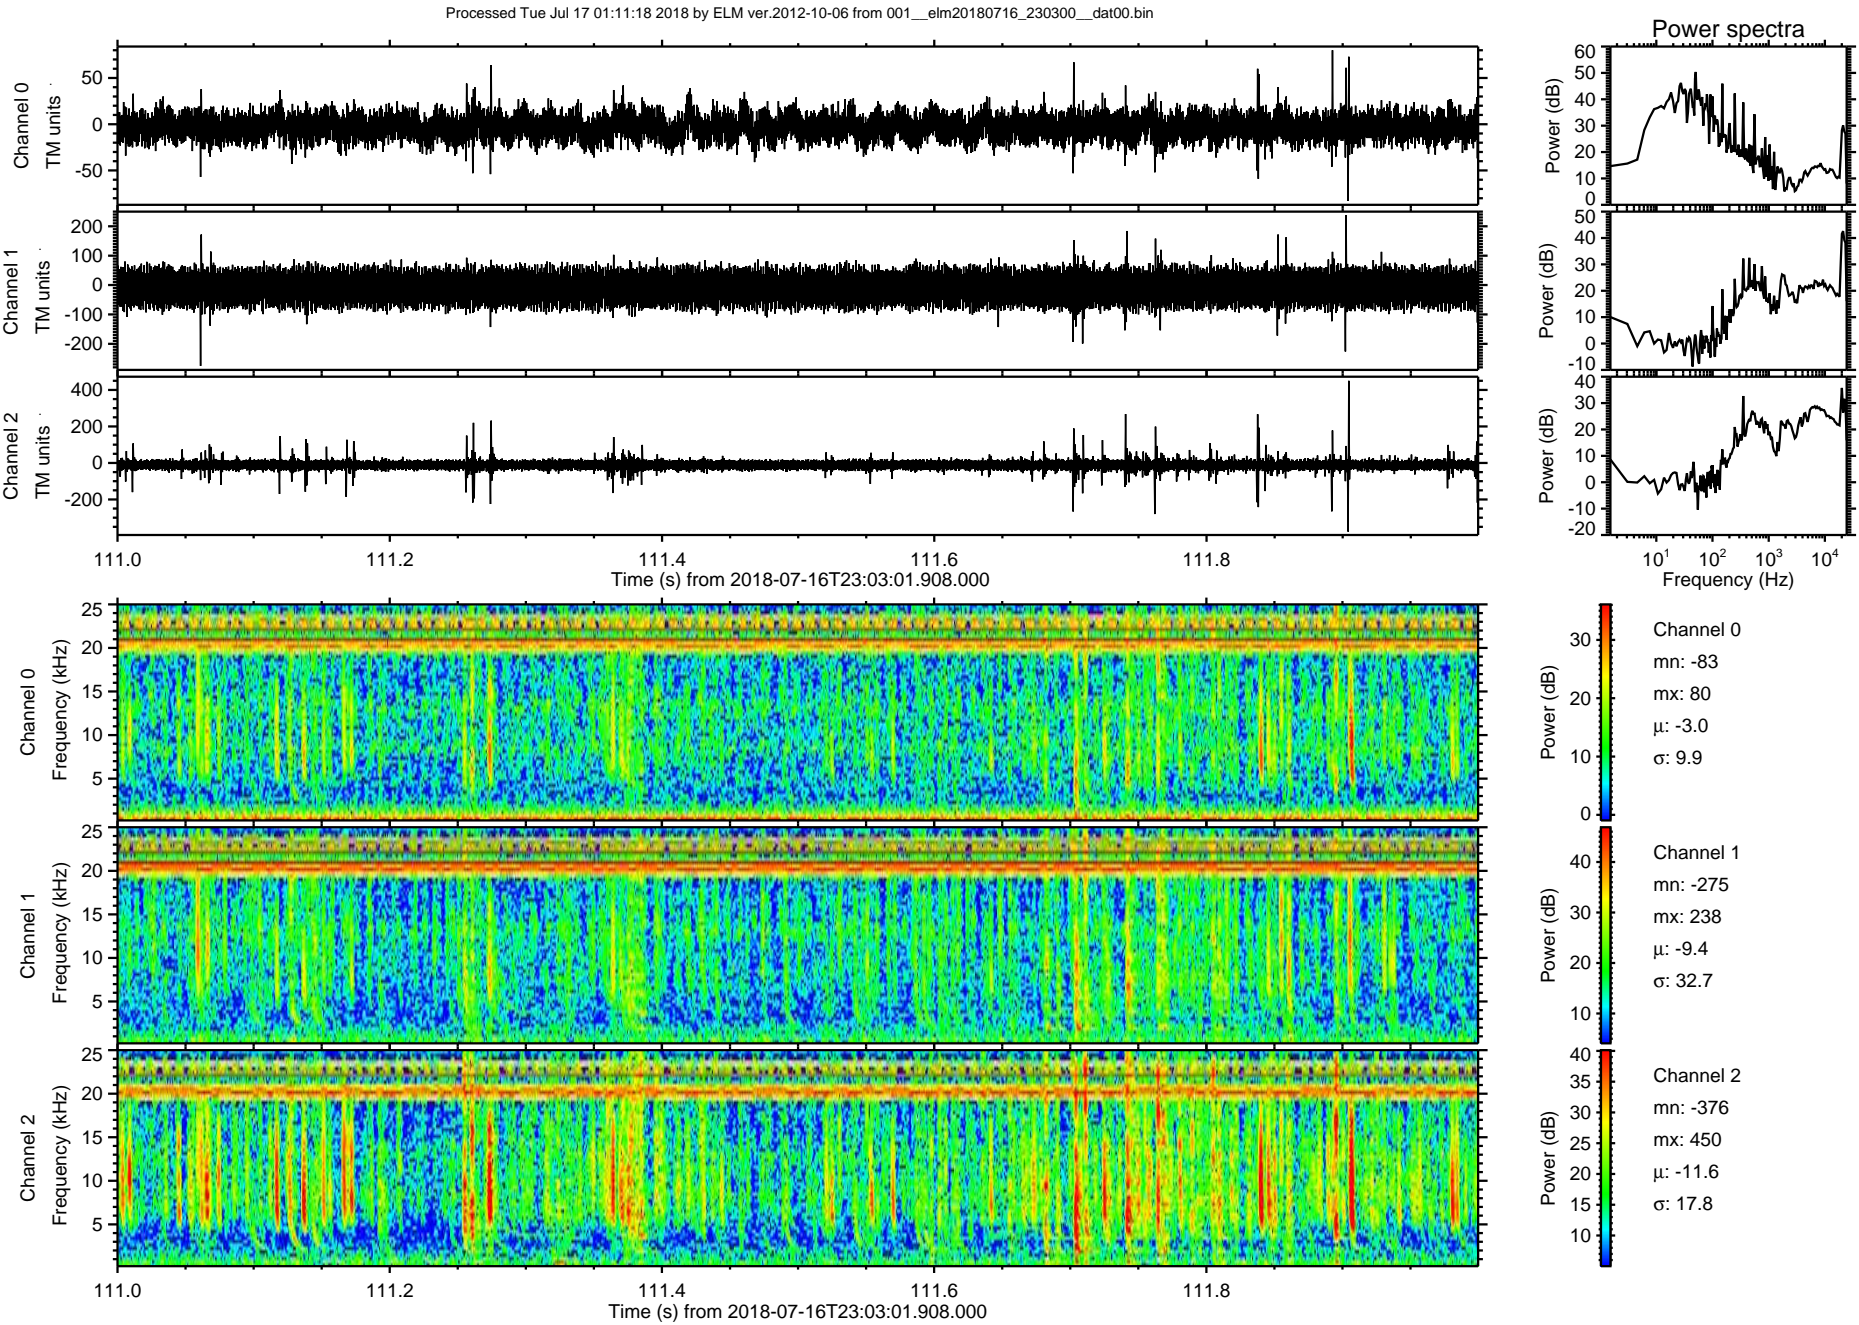 Processed Tue Jul 17 01:11:18 2018 by ELM ver.2012-10-06 from 001__elm20180716_230300__dat00.bin
Power spectra
Channel 0
TM units
50
0
-50
Power (dB)
60
50
40
30
20
10
0
Channel 1
TM units
200
100
0
-100
-200
Power (dB)
50
40
30
20
10
0
-10
Channel 2
TM units
400
200
0
-200
Power (dB)
40
30
20
10
0
-10
-20
111.0 111.2 111.4 111.6 111.8
Time (s) from 2018-07-16T23:03:01.908.000
10^1 10^2 10^3 10^4
Frequency (Hz)
Channel 0
Frequency (kHz)
25
20
15
10
5
Power (dB)
30
20
10
0
Channel 0
mn: -83
mx: 80
μ: -3.0
σ: 9.9
Channel 1
Frequency (kHz)
25
20
15
10
5
Power (dB)
40
30
20
10
Channel 1
mn: -275
mx: 238
μ: -9.4
σ: 32.7
Channel 2
Frequency (kHz)
25
20
15
10
5
Power (dB)
40
35
30
25
20
15
10
Channel 2
mn: -376
mx: 450
μ: -11.6
σ: 17.8
111.0 111.2 111.4 111.6 111.8
Time (s) from 2018-07-16T23:03:01.908.000